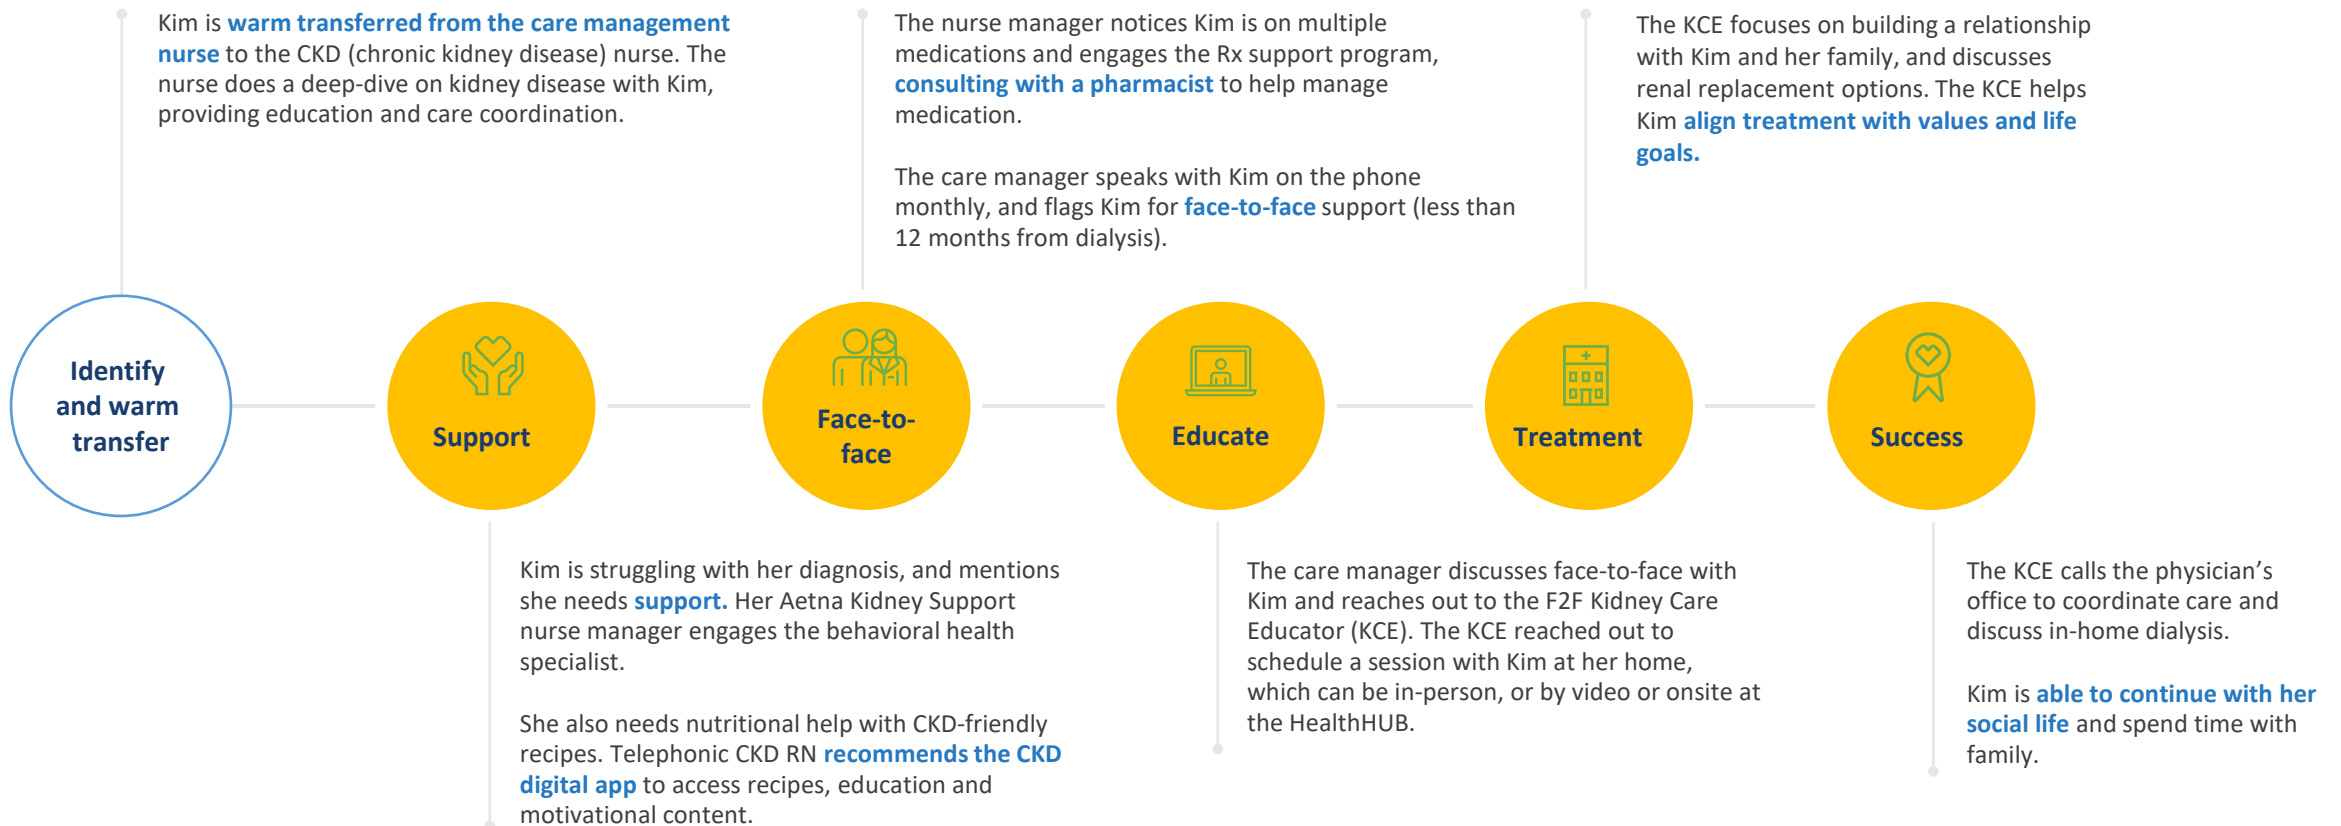 Kim is warm transferred from the care management
nurse to the CKD (chronic kidney disease) nurse. The
nurse does a deep-dive on kidney disease with Kim,
providing education and care coordination.
The nurse manager notices Kim is on multiple
medications and engages the Rx support program,
consulting with a pharmacist to help manage
medication.
The care manager speaks with Kim on the phone
monthly, and flags Kim for face-to-face support (less than
12 months from dialysis).
The KCE focuses on building a relationship
with Kim and her family, and discusses
renal replacement options. The KCE helps
Kim align treatment with values and life
goals.
Identify
and warm
transfer
Support
Face-to-
face
Educate
Treatment
Success
Kim is struggling with her diagnosis, and mentions
she needs support. Her Aetna Kidney Support
nurse manager engages the behavioral health
specialist.
She also needs nutritional help with CKD-friendly
recipes. Telephonic CKD RN recommends the CKD
digital app to access recipes, education and
motivational content.
The care manager discusses face-to-face with
Kim and reaches out to the F2F Kidney Care
Educator (KCE). The KCE reached out to
schedule a session with Kim at her home,
which can be in-person, or by video or onsite at
the HealthHUB.
The KCE calls the physician’s
office to coordinate care and
discuss in-home dialysis.
Kim is able to continue with her
social life and spend time with
family.